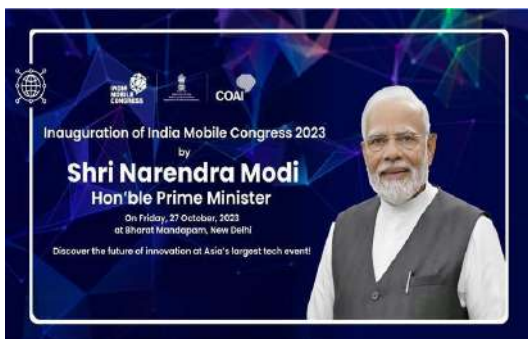 INDIA
MOBILE
CONGRESS
COAI
Inauguration of India Mobile Congress 2023
by
Shri Narendra Modi
Hon'ble Prime Minister
On Friday, 27 October, 2023
at Bharat Mandapam, New Delhi
Discover the future of innovation at Asia's largest tech event!